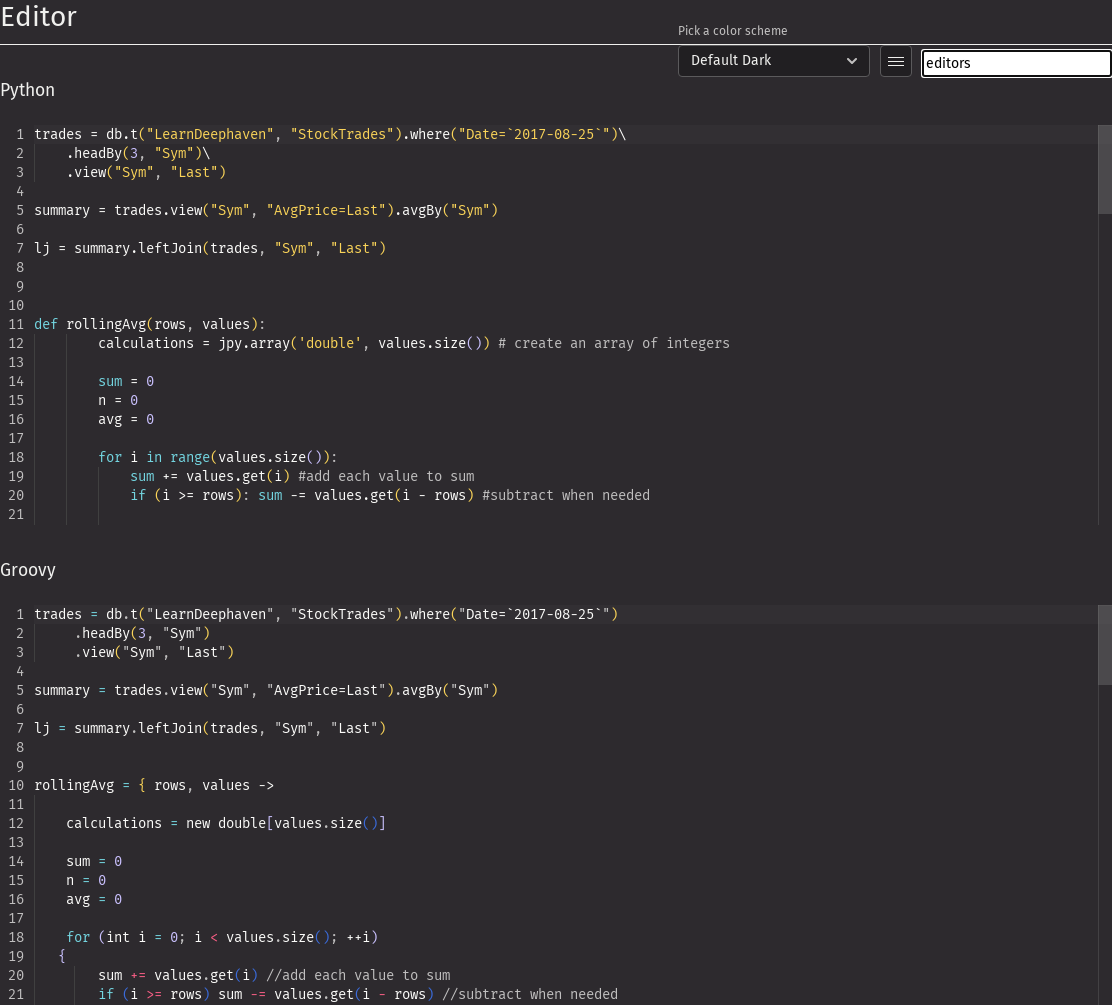 Editor
Pick a color scheme
Default Dark
editors
Python
1 trades = db.t("LearnDeephaven", "StockTrades").where("Date=`2017-08-25`")\
2     .headBy(3, "Sym")\
3     .view("Sym", "Last")
4
5 summary = trades.view("Sym", "AvgPrice=Last").avgBy("Sym")
6
7 lj = summary.leftJoin(trades, "Sym", "Last")
8
9
10
11 def rollingAvg(rows, values):
12         calculations = jpy.array('double', values.size()) # create an array of integers
13
14         sum = 0
15         n = 0
16         avg = 0
17
18         for i in range(values.size()):
19             sum += values.get(i) #add each value to sum
20             if (i >= rows): sum -= values.get(i - rows) #subtract when needed
21
Groovy
1 trades = db.t("LearnDeephaven", "StockTrades").where("Date=`2017-08-25`")
2      .headBy(3, "Sym")
3      .view("Sym", "Last")
4
5 summary = trades.view("Sym", "AvgPrice=Last").avgBy("Sym")
6
7 lj = summary.leftJoin(trades, "Sym", "Last")
8
9
10 rollingAvg = { rows, values ->
11
12     calculations = new double[values.size()]
13
14     sum = 0
15     n = 0
16     avg = 0
17
18     for (int i = 0; i < values.size(); ++i)
19    {
20         sum += values.get(i) //add each value to sum
21         if (i >= rows) sum -= values.get(i - rows) //subtract when needed